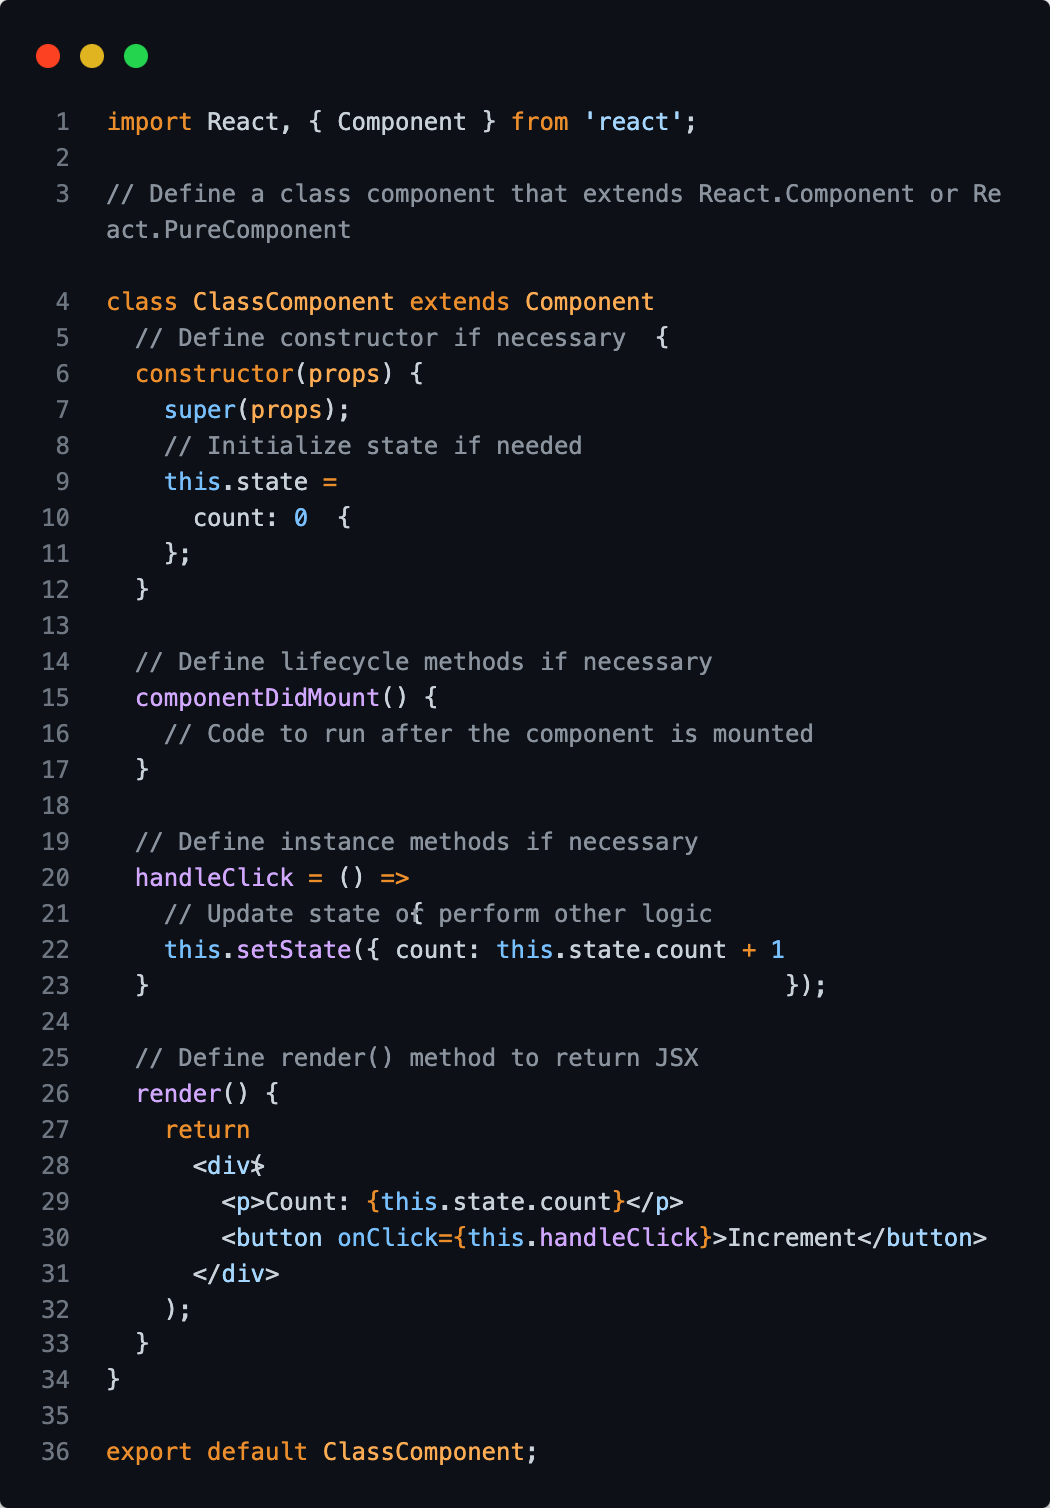 1 import React, { Component } from 'react';
2
3 // Define a class component that extends React.Component or Re
act.PureComponent
4 class ClassComponent extends Component
5 // Define constructor if necessary {
6 constructor(props) {
7 super(props);
8 // Initialize state if needed
9 this.state =
10 count: 0 {
11 };
12 }
13
14 // Define lifecycle methods if necessary
15 componentDidMount() {
16 // Code to run after the component is mounted
17 }
18
19 // Define instance methods if necessary
20 handleClick = () =>
21 // Update state or{ perform other logic
22 this.setState({ count: this.state.count + 1
23 } });
24
25 // Define render() method to return JSX
26 render() {
27 return
28 <div>(
29 <p>Count: {this.state.count}</p>
30 <button onClick={this.handleClick}>Increment</button>
31 </div>
32 );
33 }
34 }
35
36 export default ClassComponent;